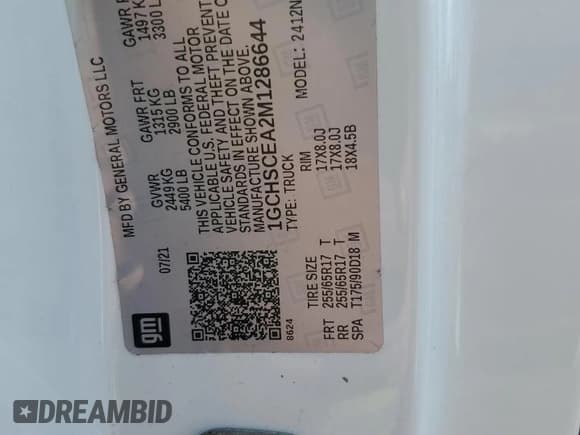 MFD BY GENERAL MOTORS LLC
07/21
GVWR
2449 KG
5400 LB
GAWR FRT
1315 KG
2900 LB
GAWR
1497 K
3300 L
THIS VEHICLE CONFORMS TO ALL
APPLICABLE U.S. FEDERAL MOTOR
VEHICLE SAFETY AND THEFT PREVENT
STANDARDS IN EFFECT ON THE DATE O
MANUFACTURE SHOWN ABOVE.
1GCHSCEA2M1286644
TYPE: TRUCK
MODEL: 2412N
gm
8624
TIRE SIZE RIM
FRT 255/65R17 T 17X8.0J
RR 255/65R17 T 17X8.0J
SPA T175/90D18 M 18X4.5B
DREAMBID